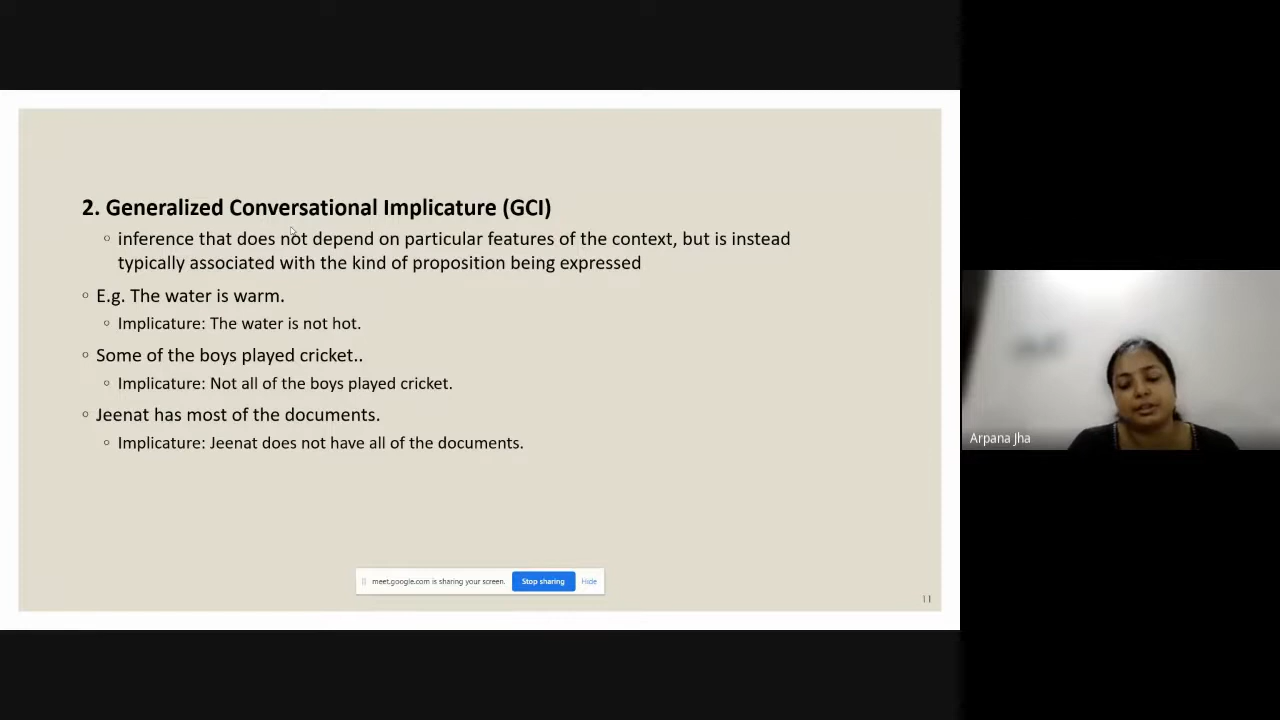 2. Generalized Conversational Implicature (GCI)
◦ inference that does not depend on particular features of the context, but is instead
typically associated with the kind of proposition being expressed
◦ E.g. The water is warm.
◦ Implicature: The water is not hot.
◦ Some of the boys played cricket..
◦ Implicature: Not all of the boys played cricket.
◦ Jeenat has most of the documents.
◦ Implicature: Jeenat does not have all of the documents.
meet.google.com is sharing your screen. Stop sharing Hide
11
Arpana Jha